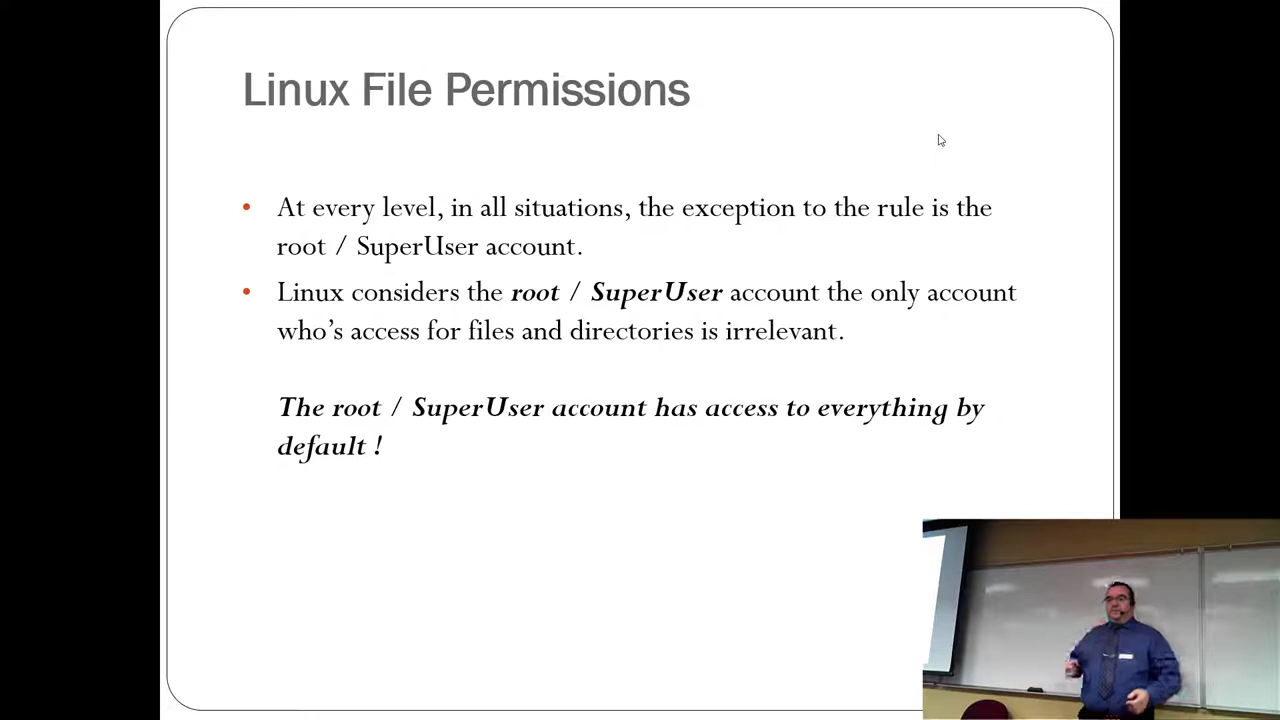 Linux File Permissions
• At every level, in all situations, the exception to the rule is the
root / SuperUser account.
• Linux considers the root / SuperUser account the only account
who's access for files and directories is irrelevant.
The root / SuperUser account has access to everything by
default !